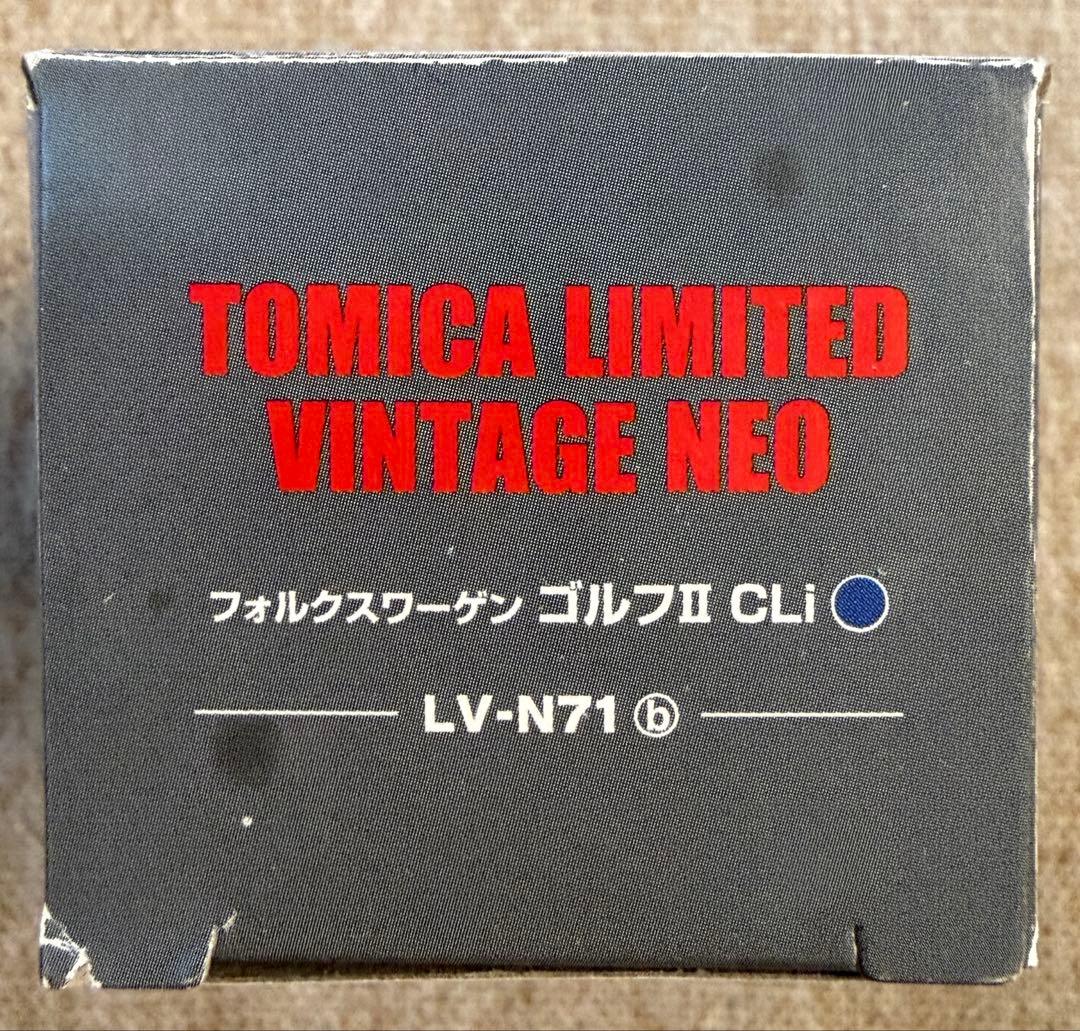 TOMICA LIMITED
VINTAGE NEO
フォルクスワーゲン ゴルフII CLi
LV-N71 ⓑ